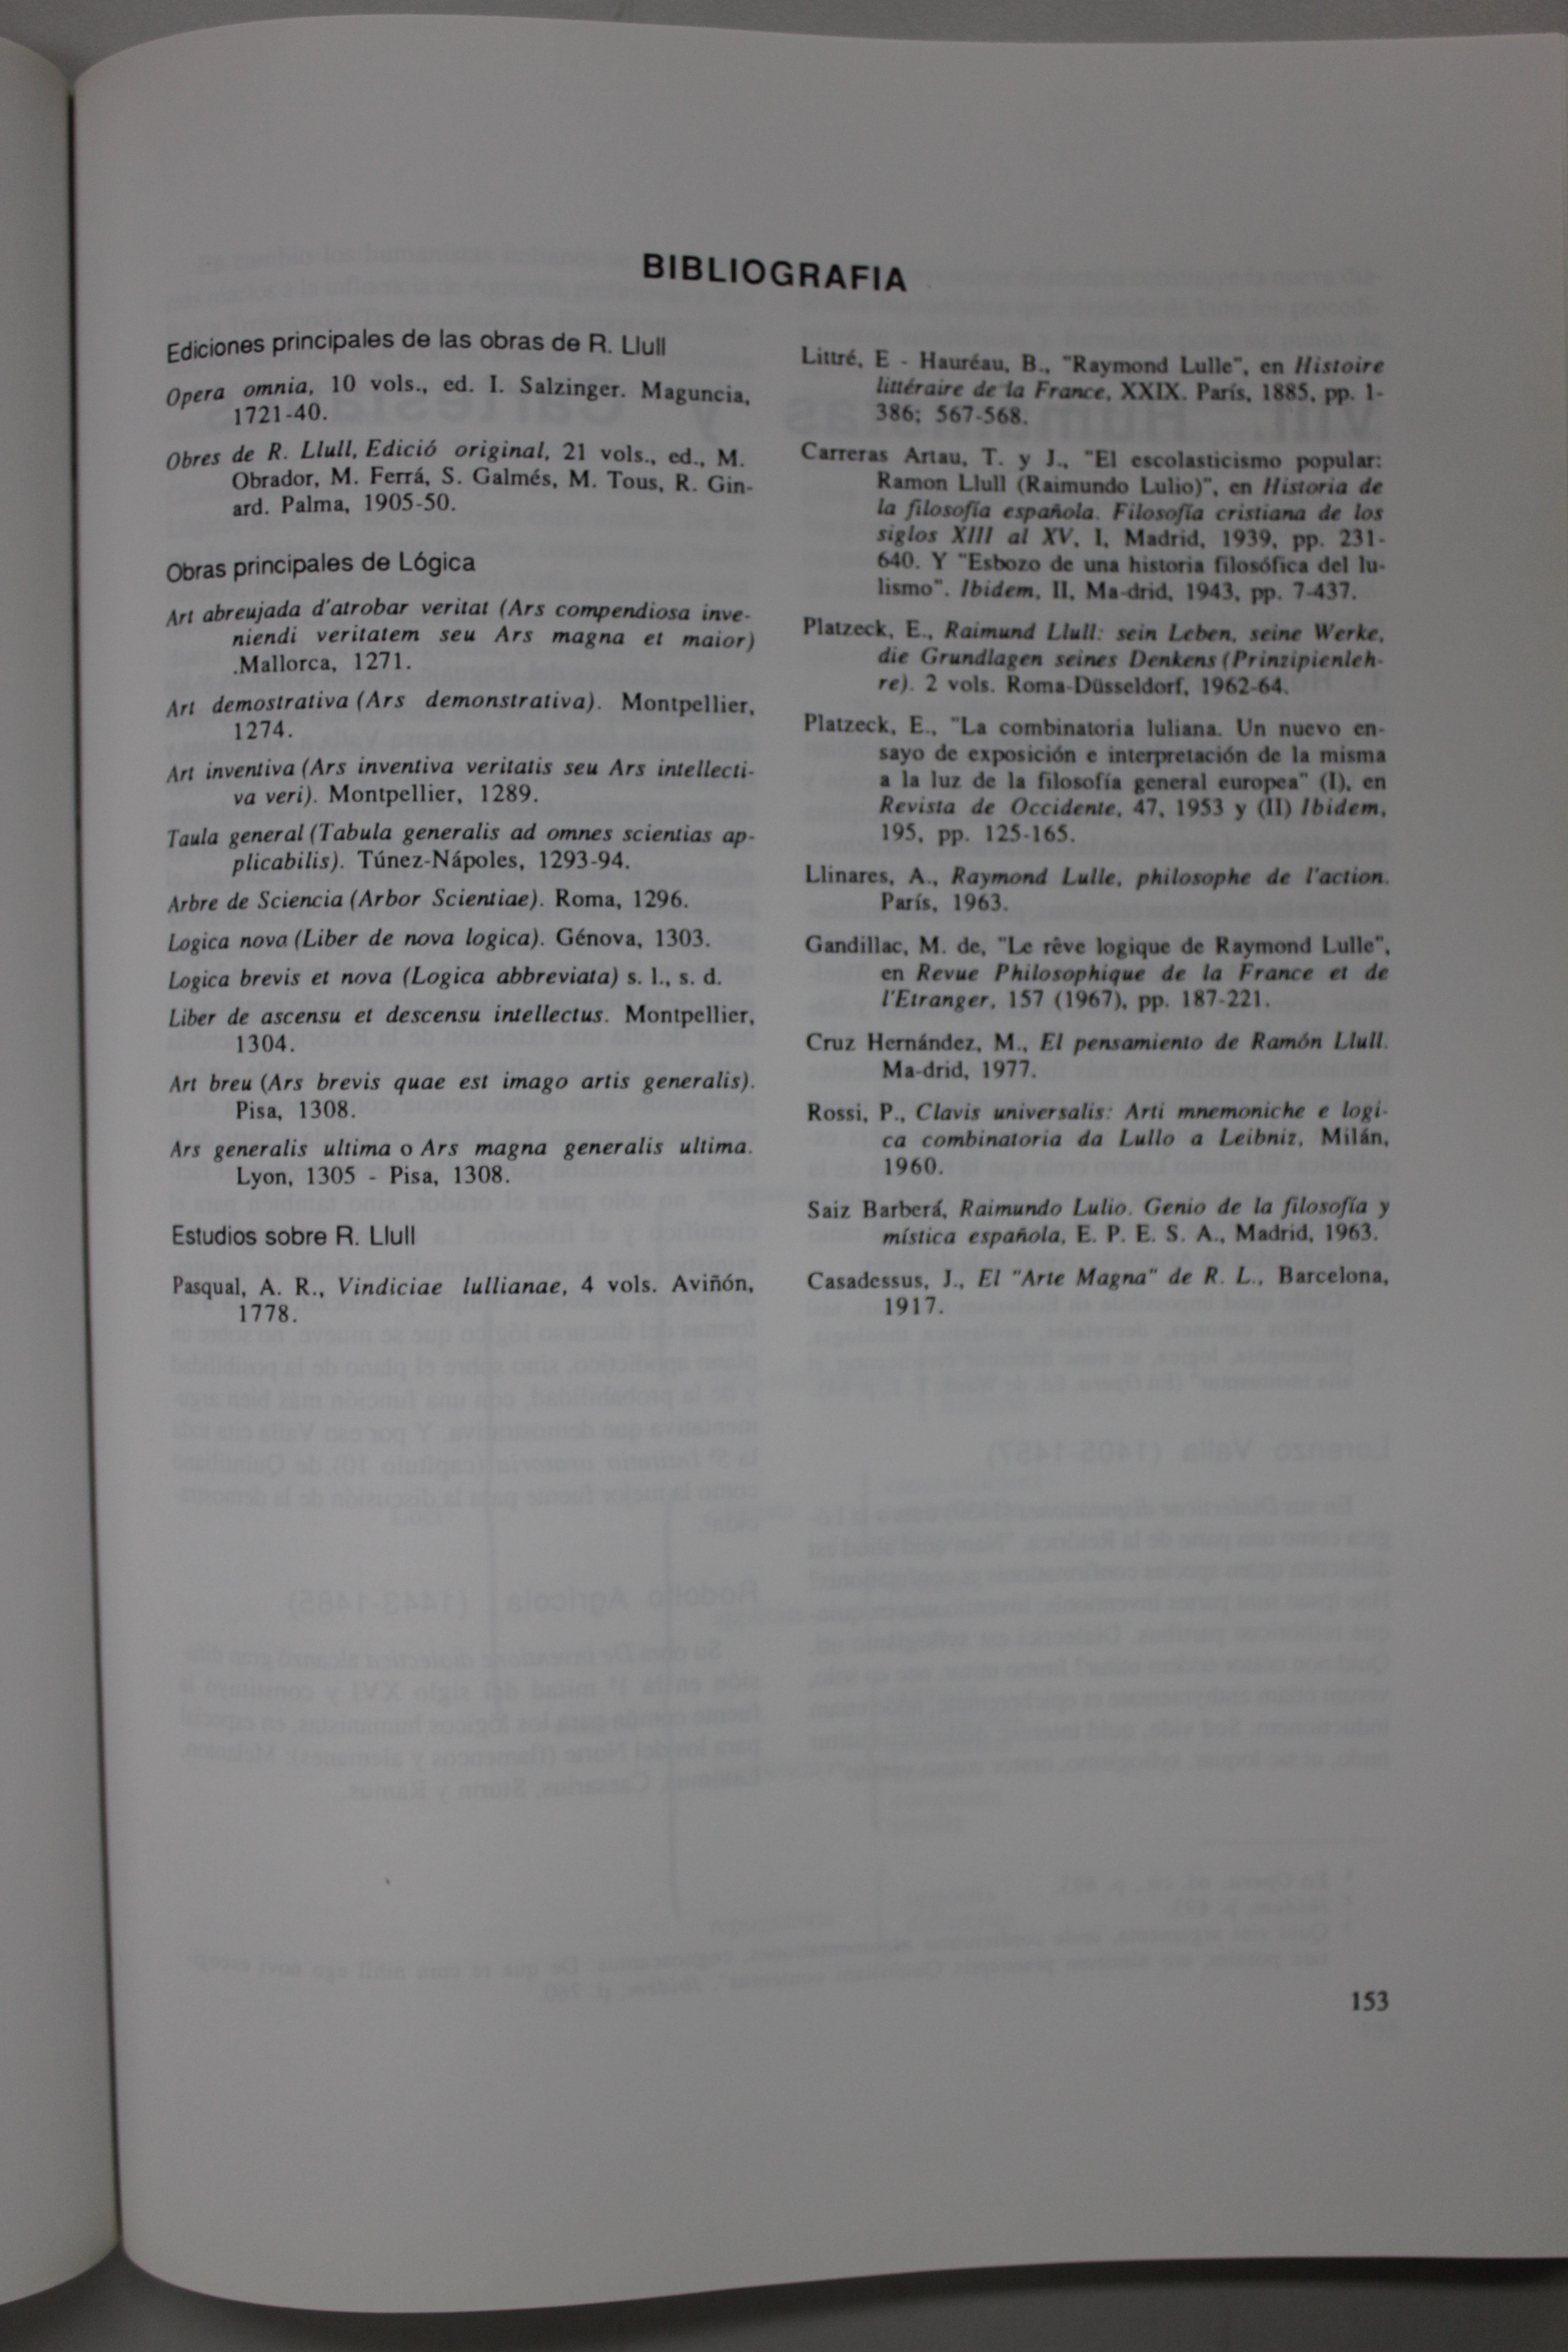 BIBLIOGRAFIA
Ediciones principales de las obras de R. Llull
Opera omnia, 10 vols., ed. I. Salzinger. Maguncia,
1721-40.
Obres de R. Llull, Edició original, 21 vols., ed., M.
Obrador, M. Ferrá, S. Galmés, M. Tous, R. Gin-
ard. Palma, 1905-50.
Obras principales de Lógica
Art abreujada d'atrobar veritat (Ars compendiosa inve-
niendi veritatem seu Ars magna et maior)
.Mallorca, 1271.
Art demostrativa (Ars demonstrativa). Montpellier,
1274.
Art inventiva (Ars inventiva veritatis seu Ars intellecti-
va veri). Montpellier, 1289.
Taula general (Tabula generalis ad omnes scientias ap-
plicabilis). Túnez-Nápoles, 1293-94.
Arbre de Sciencia (Arbor Scientiae). Roma, 1296.
Logica nova (Liber de nova logica). Génova, 1303.
Logica brevis et nova (Logica abbreviata) s. l., s. d.
Liber de ascensu et descensu intellectus. Montpellier,
1304.
Art breu (Ars brevis quae est imago artis generalis).
Pisa, 1308.
Ars generalis ultima o Ars magna generalis ultima.
Lyon, 1305 - Pisa, 1308.
Estudios sobre R. Llull
Pasqual, A. R., Vindiciae lullianae, 4 vols. Aviñón,
1778.
Littré, E - Hauréau, B., "Raymond Lulle", en Histoire
littéraire de la France, XXIX. París, 1885, pp. 1-
386; 567-568.
Carreras Artau, T. y J., "El escolasticismo popular:
Ramon Llull (Raimundo Lulio)", en Historia de
la filosofía española. Filosofía cristiana de los
siglos XIII al XV, I, Madrid, 1939, pp. 231-
640. Y "Esbozo de una historia filosófica del lu-
lismo". Ibidem, II, Ma-drid, 1943, pp. 7-437.
Platzeck, E., Raimund Llull: sein Leben, seine Werke,
die Grundlagen seines Denkens (Prinzipienleh-
re). 2 vols. Roma-Düsseldorf, 1962-64.
Platzeck, E., "La combinatoria luliana. Un nuevo en-
sayo de exposición e interpretación de la misma
a la luz de la filosofía general europea" (I), en
Revista de Occidente, 47, 1953 y (II) Ibidem,
195, pp. 125-165.
Llinares, A., Raymond Lulle, philosophe de l'action.
París, 1963.
Gandillac, M. de, "Le rêve logique de Raymond Lulle",
en Revue Philosophique de la France et de
l'Etranger, 157 (1967), pp. 187-221.
Cruz Hernández, M., El pensamiento de Ramón Llull.
Ma-drid, 1977.
Rossi, P., Clavis universalis: Arti mnemoniche e logi-
ca combinatoria da Lullo a Leibniz, Milán,
1960.
Saiz Barberá, Raimundo Lulio. Genio de la filosofía y
mística española, E. P. E. S. A., Madrid, 1963.
Casadessus, J., El "Arte Magna" de R. L., Barcelona,
1917.
153